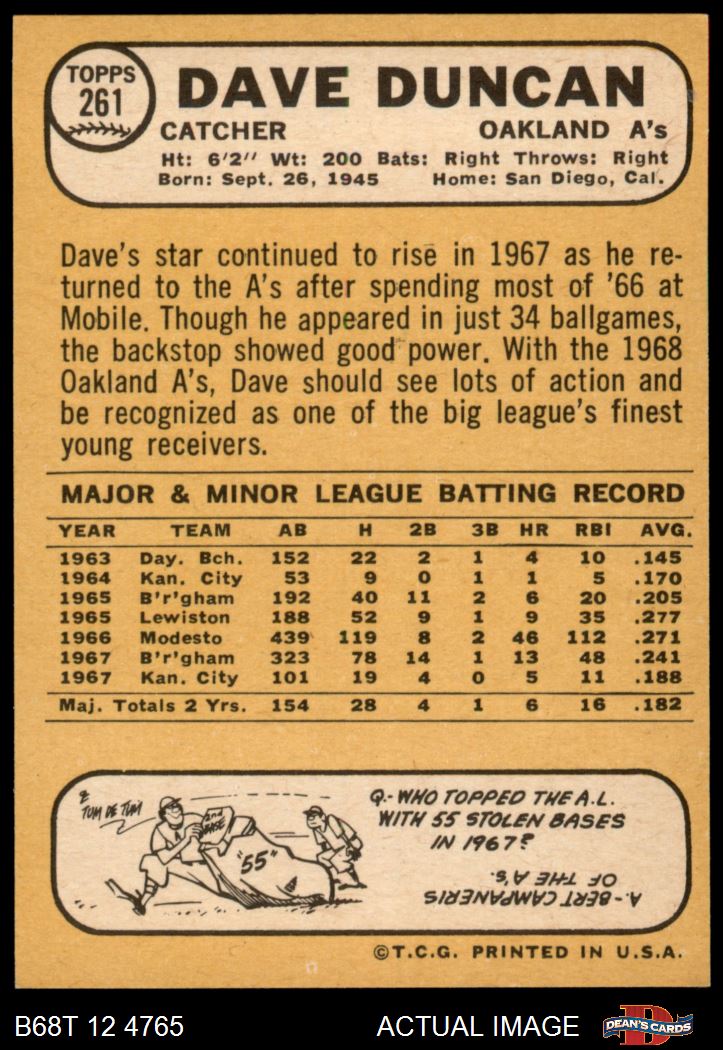 TOPPS
261
DAVE DUNCAN
CATCHER OAKLAND A's
Ht: 6'2" Wt: 200 Bats: Right Throws: Right
Born: Sept. 26, 1945 Home: San Diego, Cal.
Dave's star continued to rise in 1967 as he re-
turned to the A's after spending most of '66 at
Mobile. Though he appeared in just 34 ballgames,
the backstop showed good power. With the 1968
Oakland A's, Dave should see lots of action and
be recognized as one of the big league's finest
young receivers.
MAJOR & MINOR LEAGUE BATTING RECORD
YEAR TEAM AB H 2B 3B HR RBI AVG.
1963 Day. Bch. 152 22 2 1 4 10 .145
1964 Kan. City 53 9 0 1 1 5 .170
1965 B'r'gham 192 40 11 2 6 20 .205
1965 Lewiston 188 52 9 1 9 35 .277
1966 Modesto 439 119 8 2 46 112 .271
1967 B'r'gham 323 78 14 1 13 48 .241
1967 Kan. City 101 19 4 0 5 11 .188
Maj. Totals 2 Yrs. 154 28 4 1 6 16 .182
TUM DE TUM
2nd
BASE
"55"
Q.- WHO TOPPED THE A.L.
WITH 55 STOLEN BASES
IN 1967?
A.- BERT CAMPANERIS
OF THE A'S.
©T.C.G. PRINTED IN U.S.A.
B68T 12 4765 ACTUAL IMAGE
D
DEAN'S CARDS